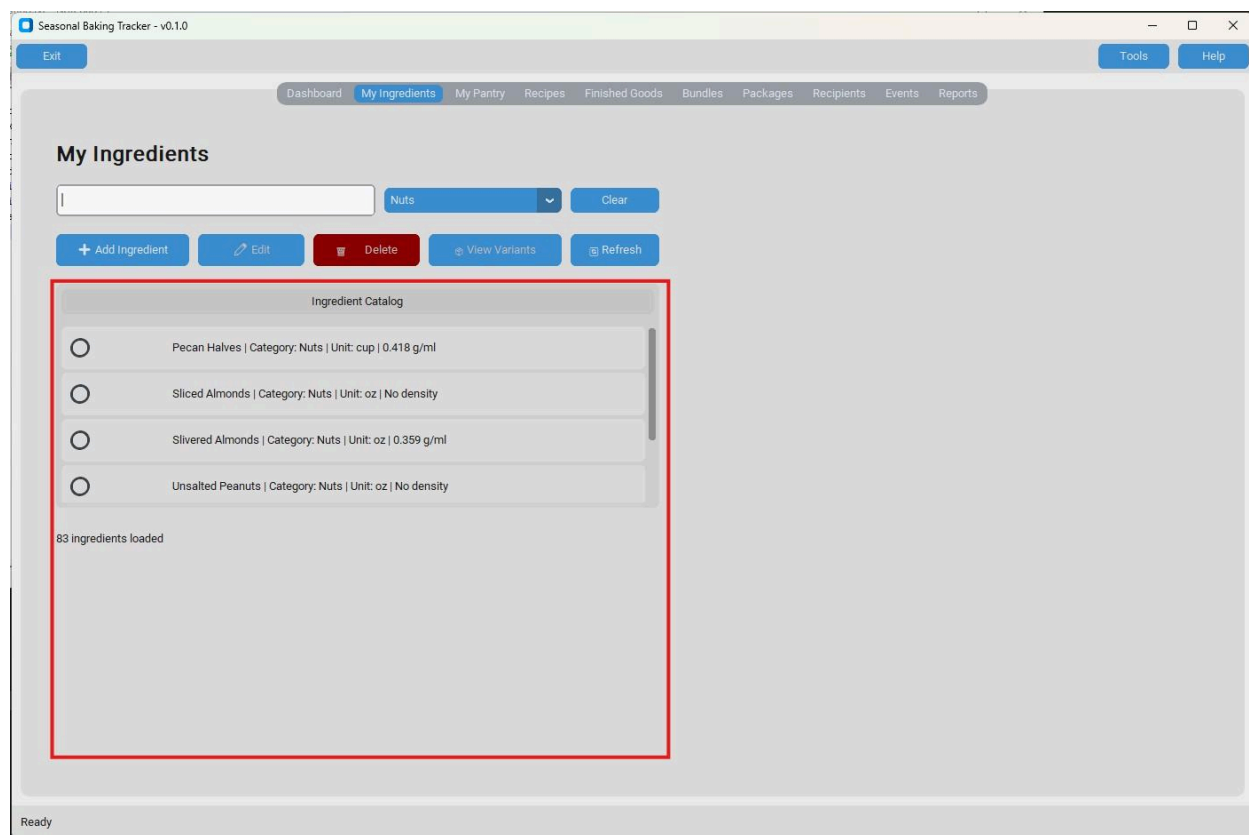 Seasonal Baking Tracker - v0.1.0
Exit Tools Help
Dashboard My Ingredients My Pantry Recipes Finished Goods Bundles Packages Recipients Events Reports
My Ingredients
Nuts Clear
+ Add Ingredient Edit Delete View Variants Refresh
Ingredient Catalog
Pecan Halves | Category: Nuts | Unit: cup | 0.418 g/ml
Sliced Almonds | Category: Nuts | Unit: oz | No density
Slivered Almonds | Category: Nuts | Unit: oz | 0.359 g/ml
Unsalted Peanuts | Category: Nuts | Unit: oz | No density
83 ingredients loaded
Ready